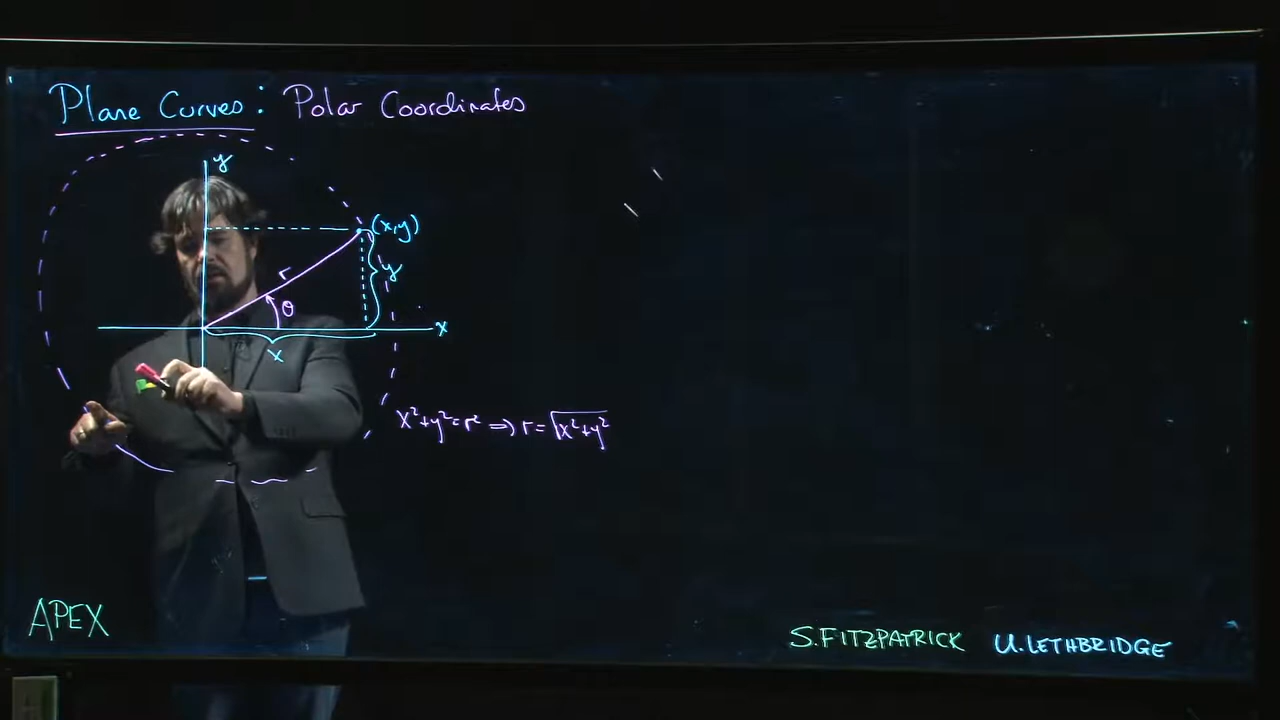 Plane Curves: Polar Coordinates
y
(x,y)
r
y
θ
x
x
x²+y²=r² ⇒ r=√x²+y²
APEX
S.FITZPATRICK U.LETHBRIDGE